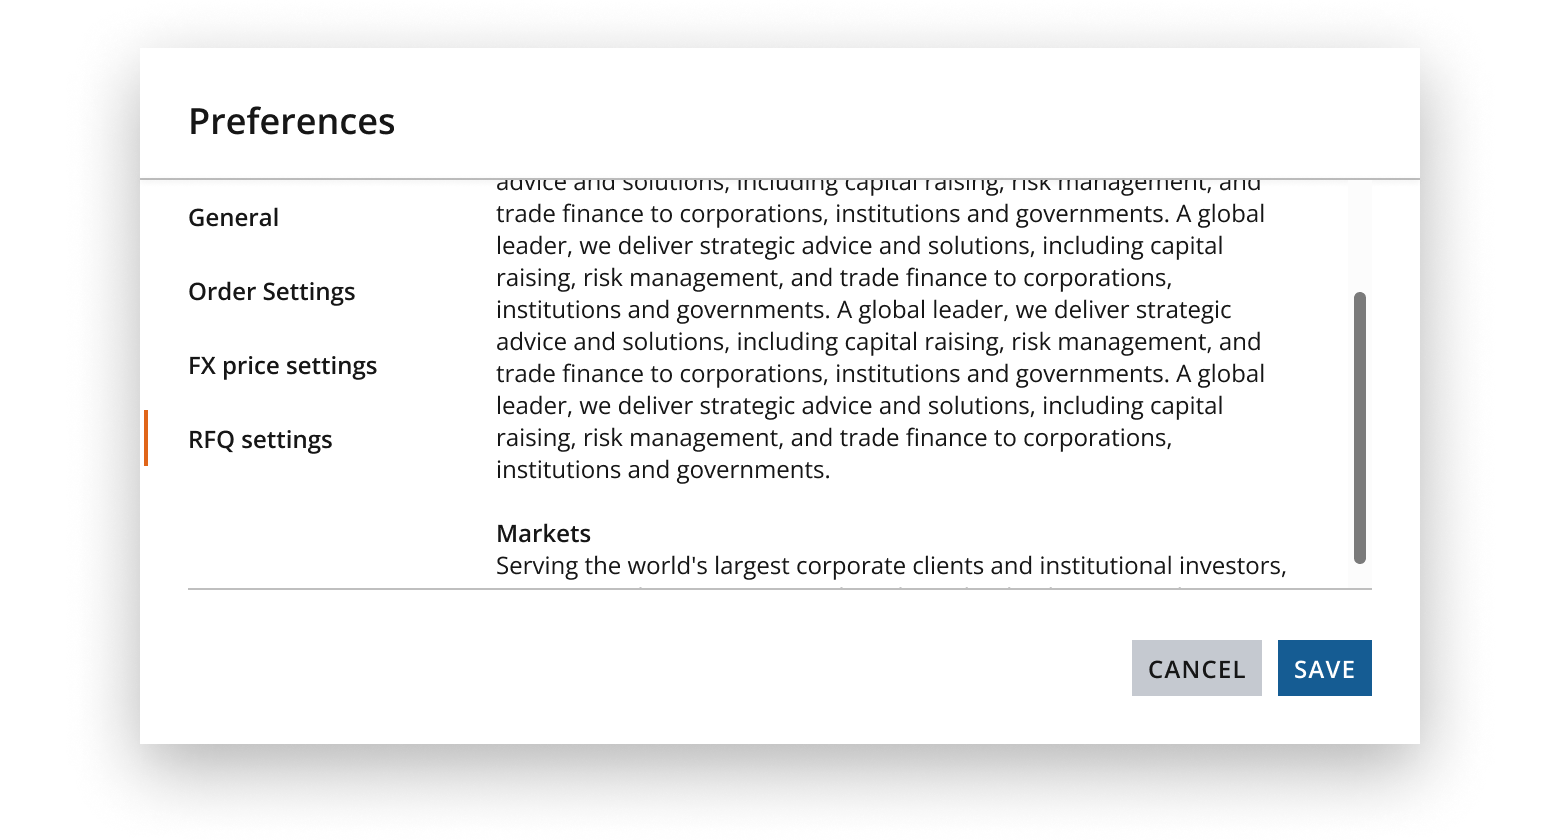 Preferences
General
Order Settings
FX price settings
RFQ settings
advice and solutions, including capital raising, risk management, and
trade finance to corporations, institutions and governments. A global
leader, we deliver strategic advice and solutions, including capital
raising, risk management, and trade finance to corporations,
institutions and governments. A global leader, we deliver strategic
advice and solutions, including capital raising, risk management, and
trade finance to corporations, institutions and governments. A global
leader, we deliver strategic advice and solutions, including capital
raising, risk management, and trade finance to corporations,
institutions and governments.
Markets
Serving the world's largest corporate clients and institutional investors,
CANCEL
SAVE